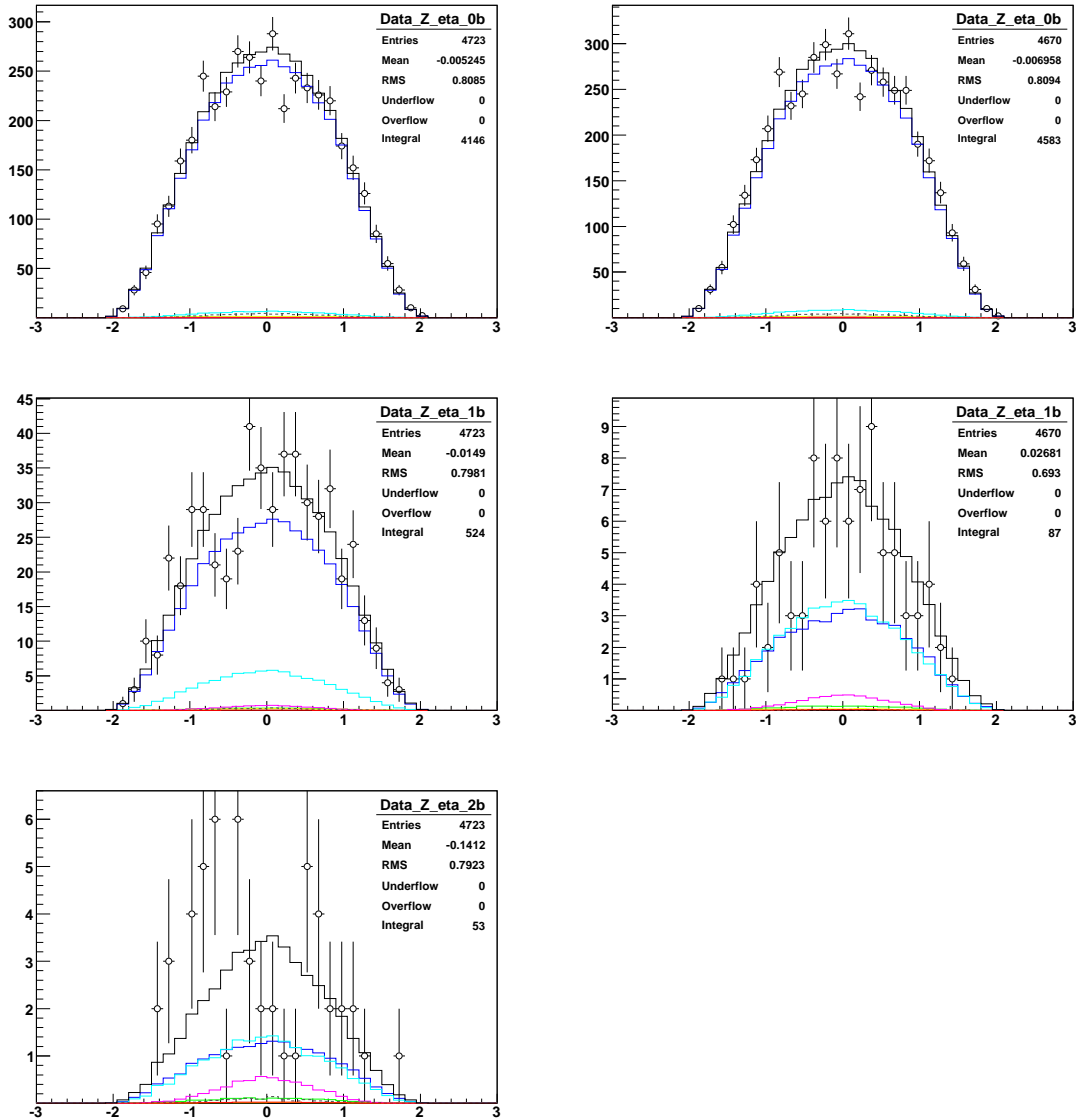 Data_Z_eta_0b
Entries 4723
Mean -0.005245
RMS 0.8085
Underflow 0
Overflow 0
Integral 4146
300
250
200
150
100
50
-3 -2 -1 0 1 2 3
Data_Z_eta_0b
Entries 4670
Mean -0.006958
RMS 0.8094
Underflow 0
Overflow 0
Integral 4583
300
250
200
150
100
50
-3 -2 -1 0 1 2 3
Data_Z_eta_1b
Entries 4723
Mean -0.0149
RMS 0.7981
Underflow 0
Overflow 0
Integral 524
45
40
35
30
25
20
15
10
5
-3 -2 -1 0 1 2 3
Data_Z_eta_1b
Entries 4670
Mean 0.02681
RMS 0.693
Underflow 0
Overflow 0
Integral 87
9
8
7
6
5
4
3
2
1
-3 -2 -1 0 1 2 3
Data_Z_eta_2b
Entries 4723
Mean -0.1412
RMS 0.7923
Underflow 0
Overflow 0
Integral 53
6
5
4
3
2
1
-3 -2 -1 0 1 2 3